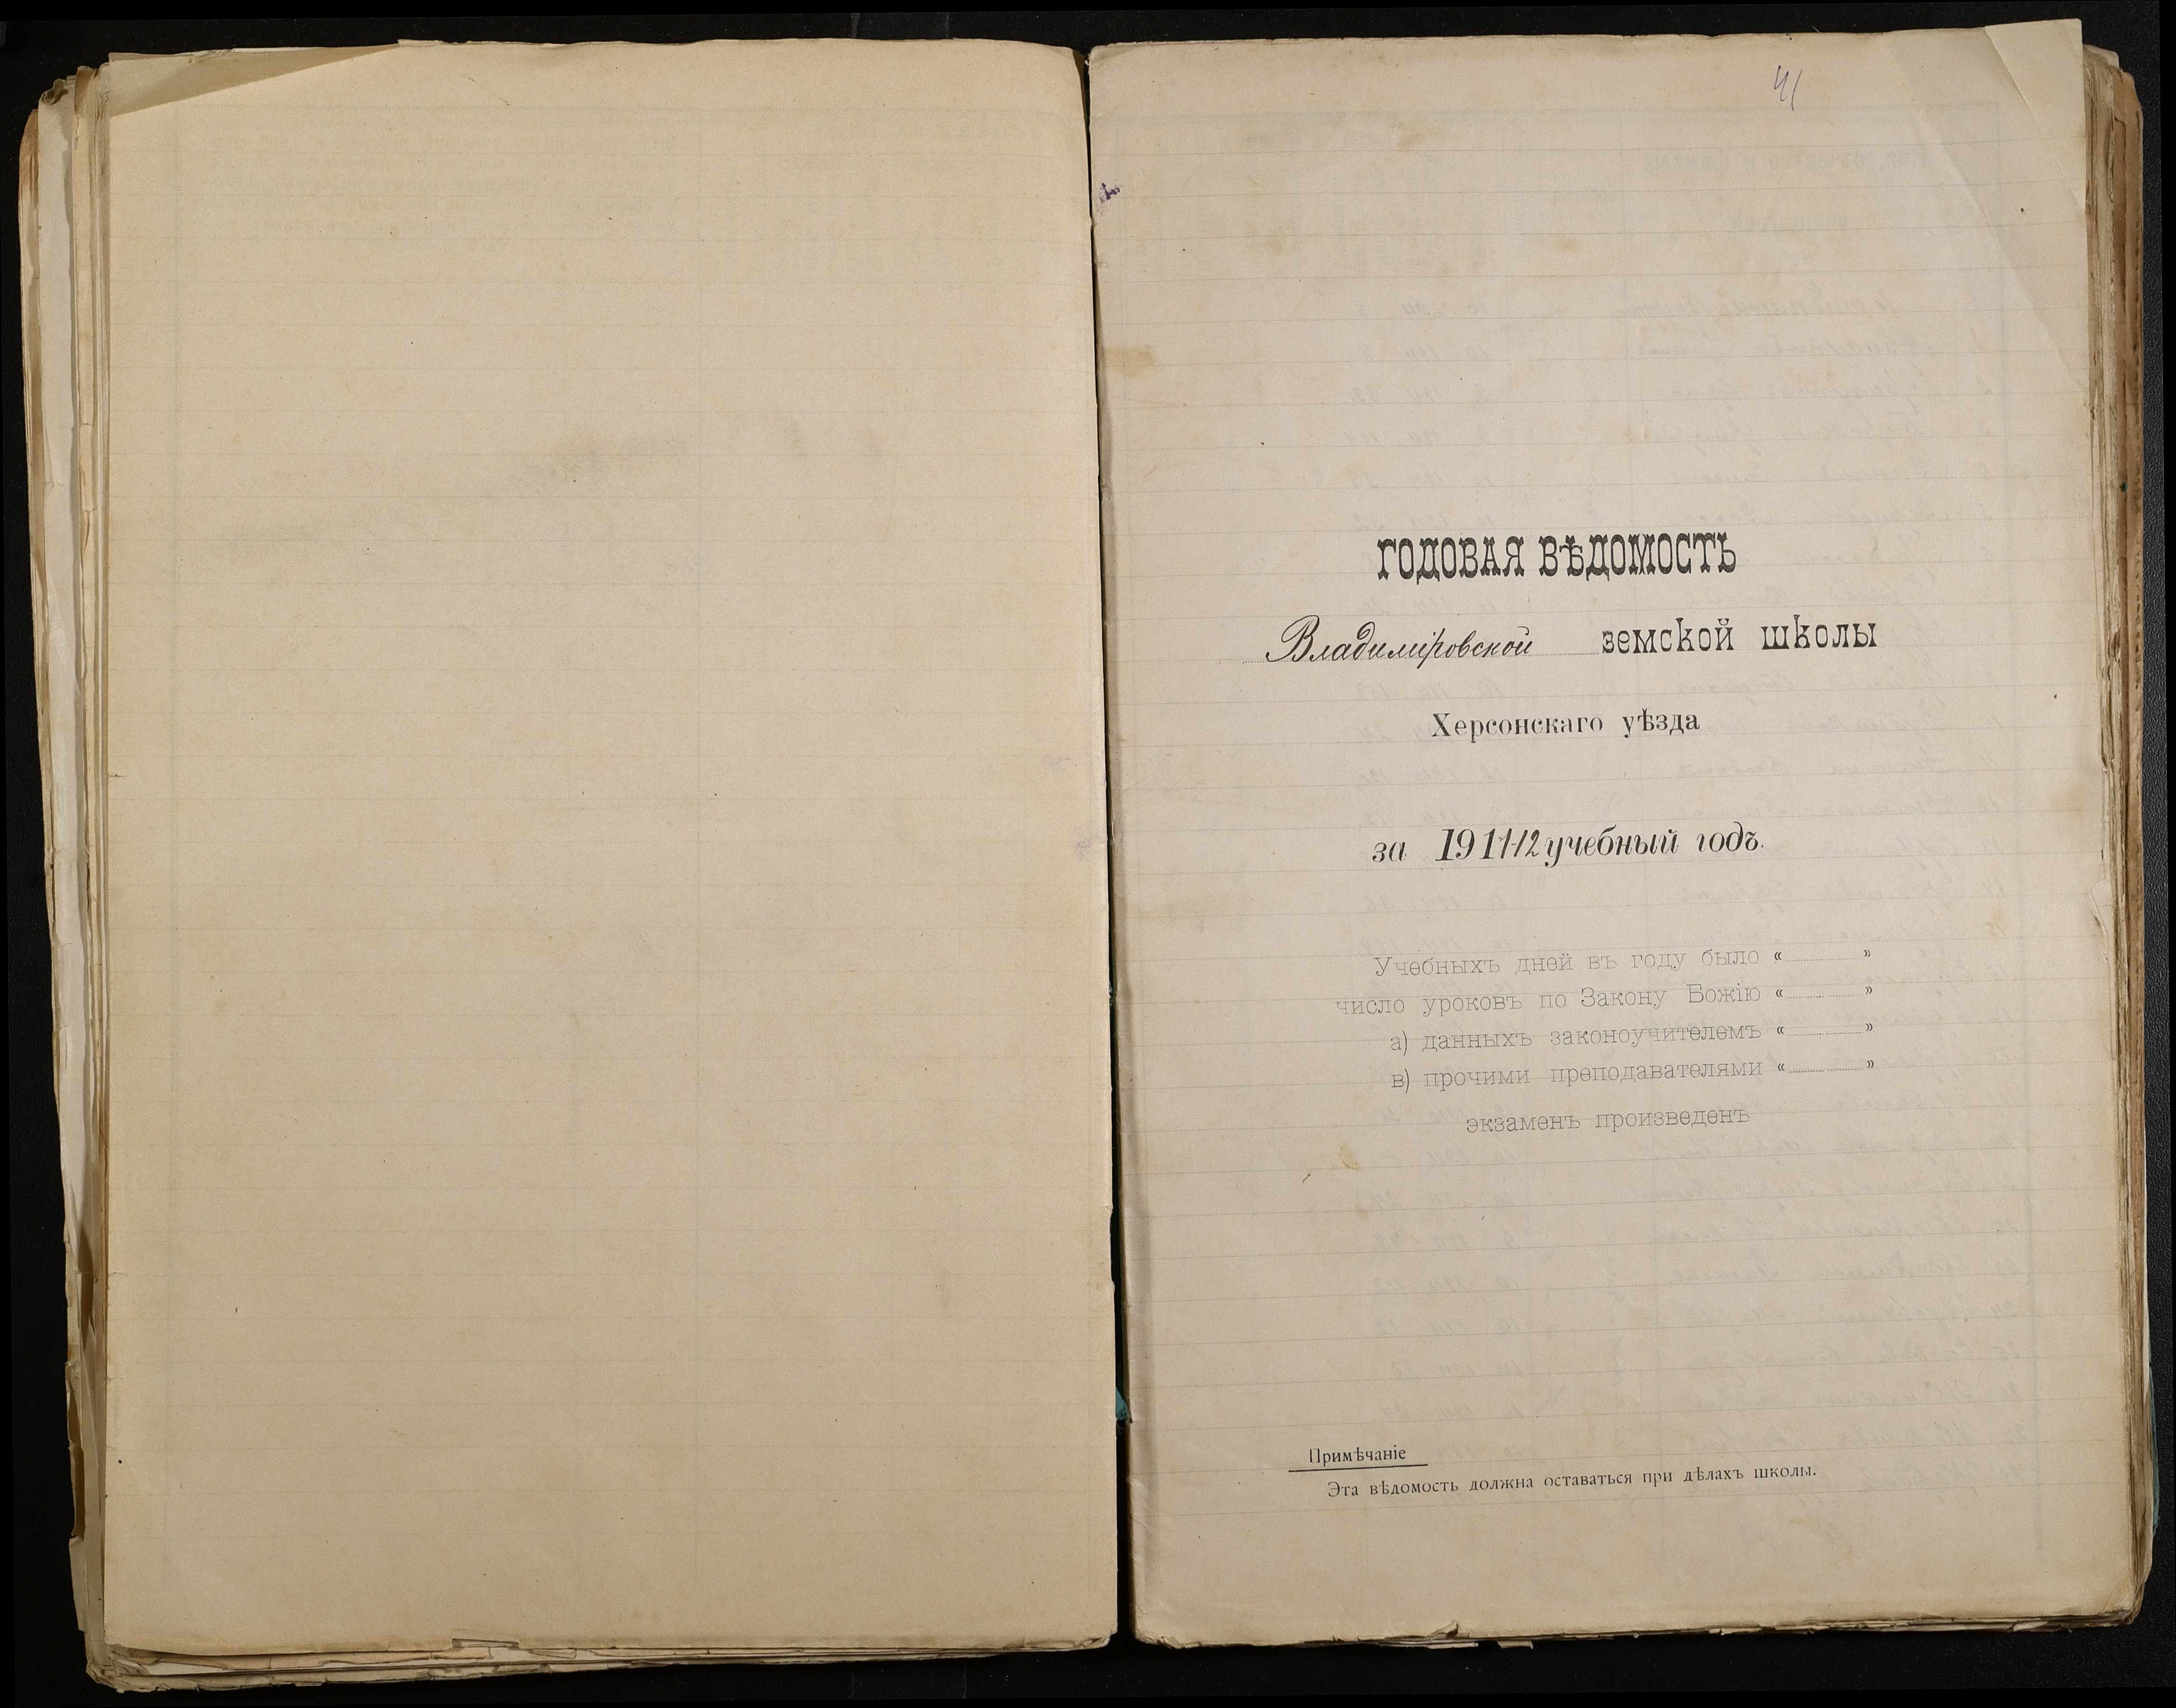 41
ГОДОВАЯ ВѢДОМОСТЬ
Владимiровской земской школы
Херсонскаго уѣзда
за 1911-12 учебный годъ.
Учебныхъ дней въ году было « »
число уроковъ по Закону Божію « »
а) данныхъ законоучителемъ « »
в) прочими преподавателями « »
экзаменъ произведенъ
Примѣчаніе
Эта вѣдомость должна оставаться при дѣлахъ школы.